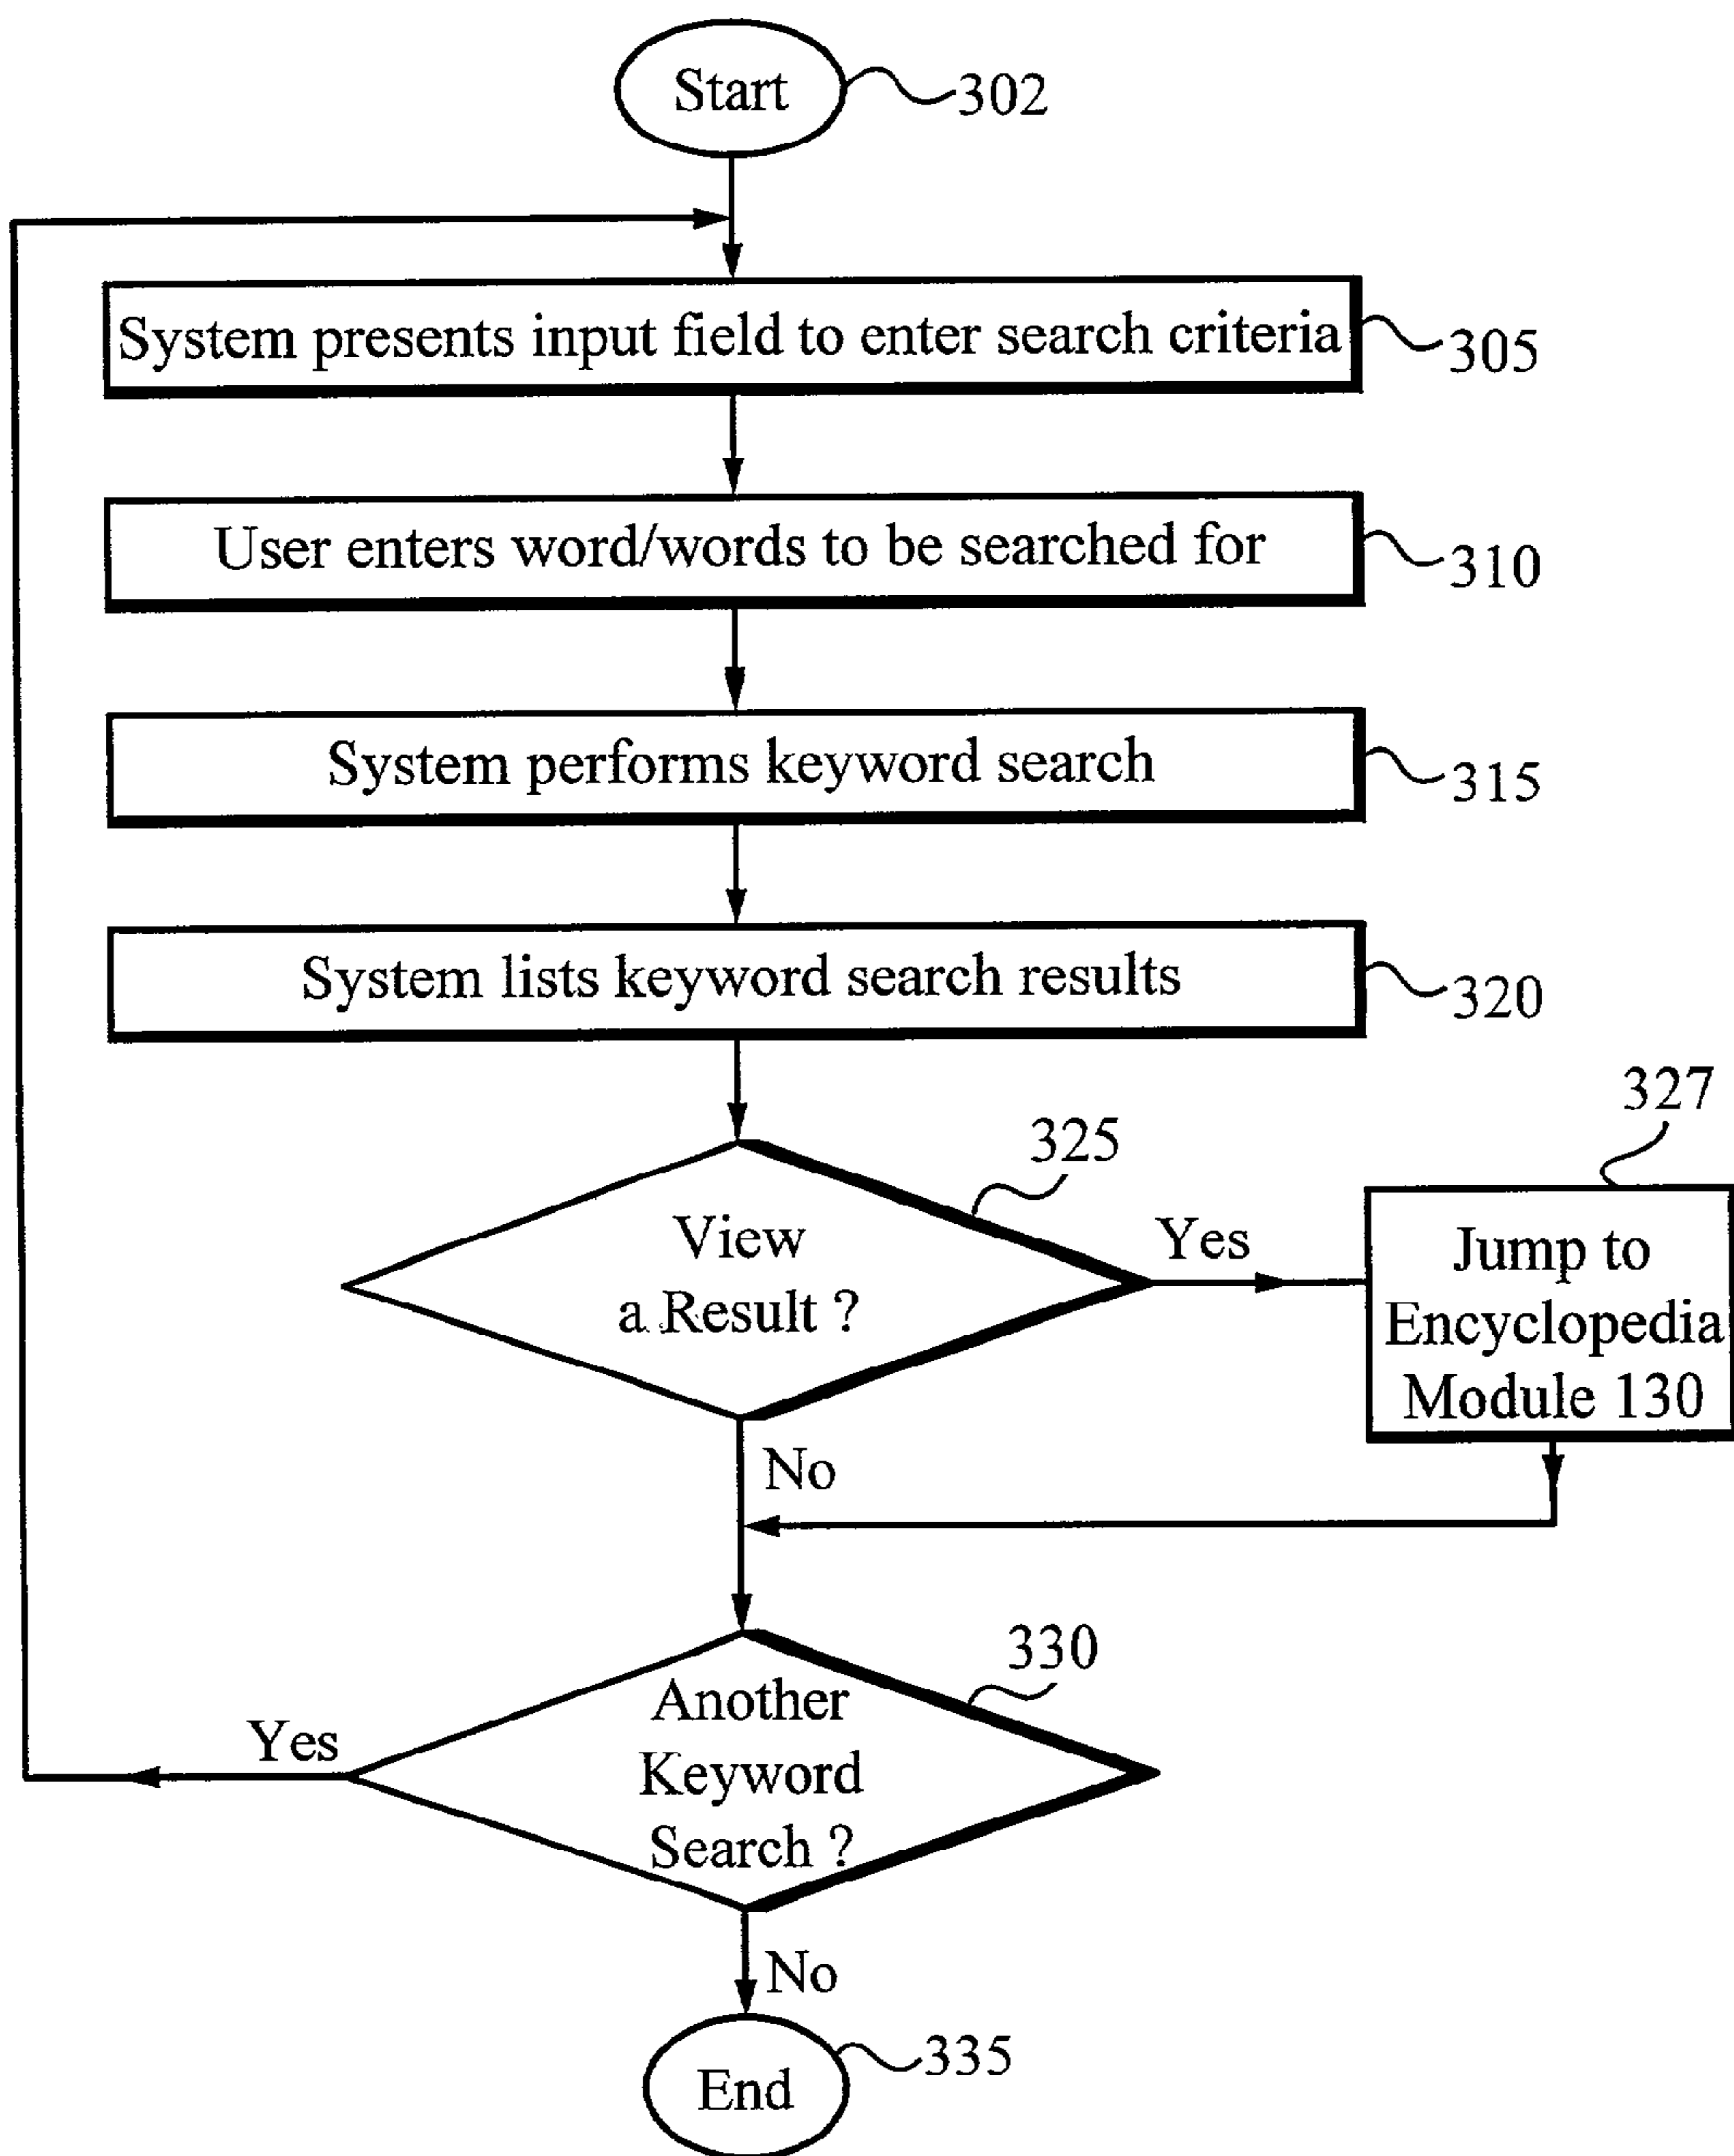 Start
302
System presents input field to enter search criteria
305
User enters word/words to be searched for
310
System performs keyword search
315
System lists keyword search results
320
327
325
View
a Result ?
Yes
Jump to
Encyclopedia
Module 130
No
330
Another
Keyword
Search ?
Yes
No
335
End